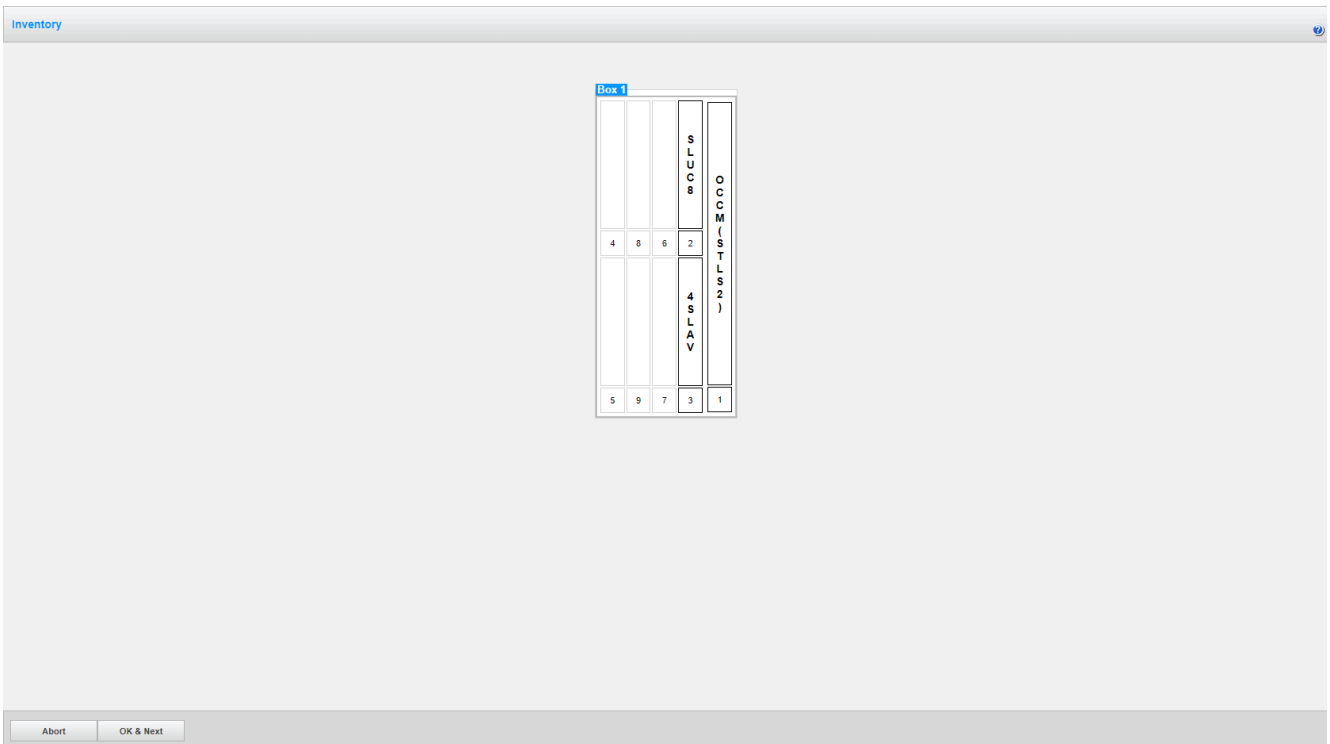 Inventory
Box 1
SLUC8
OCCM(STLS2)
4 8 6 2
4SLAV
5 9 7 3 1
Abort OK & Next